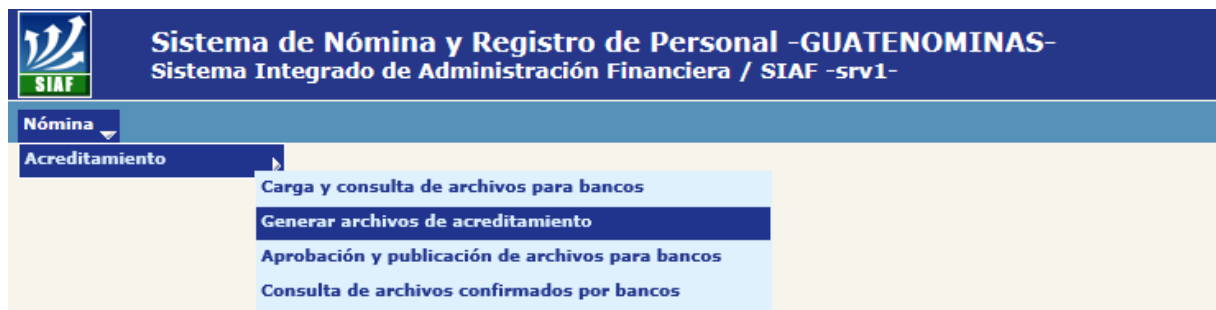 SIAF
Sistema de Nómina y Registro de Personal -GUATENOMINAS-
Sistema Integrado de Administración Financiera / SIAF -srv1-
Nómina
Acreditamiento
Carga y consulta de archivos para bancos
Generar archivos de acreditamiento
Aprobación y publicación de archivos para bancos
Consulta de archivos confirmados por bancos